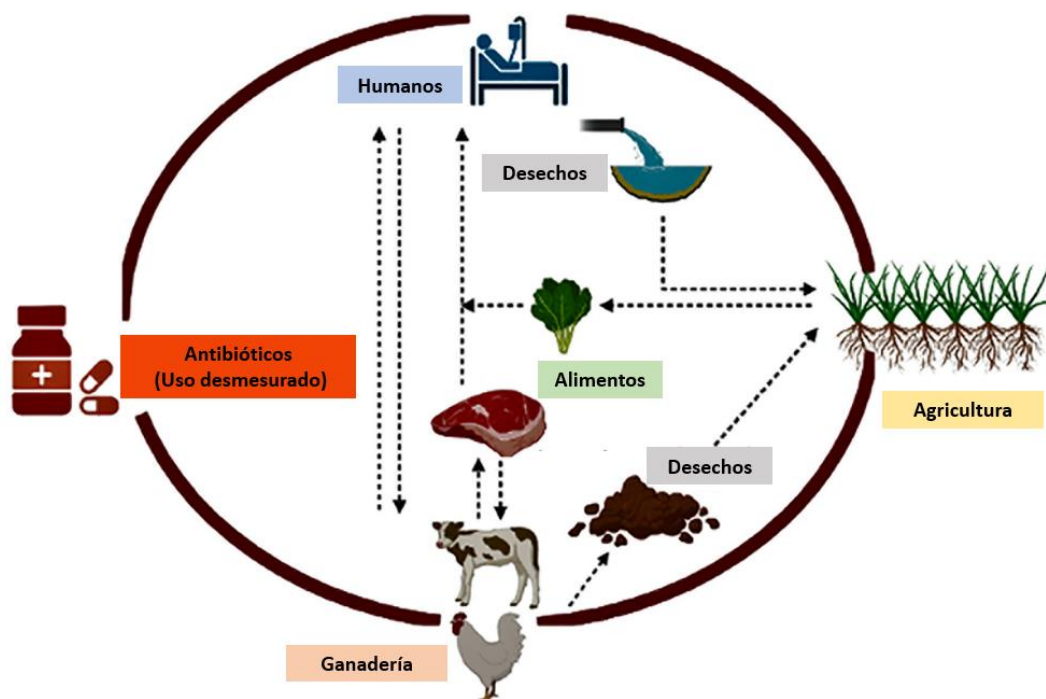 Humanos
Desechos
Antibióticos
(Uso desmesurado)
Alimentos
Agricultura
Desechos
Ganadería